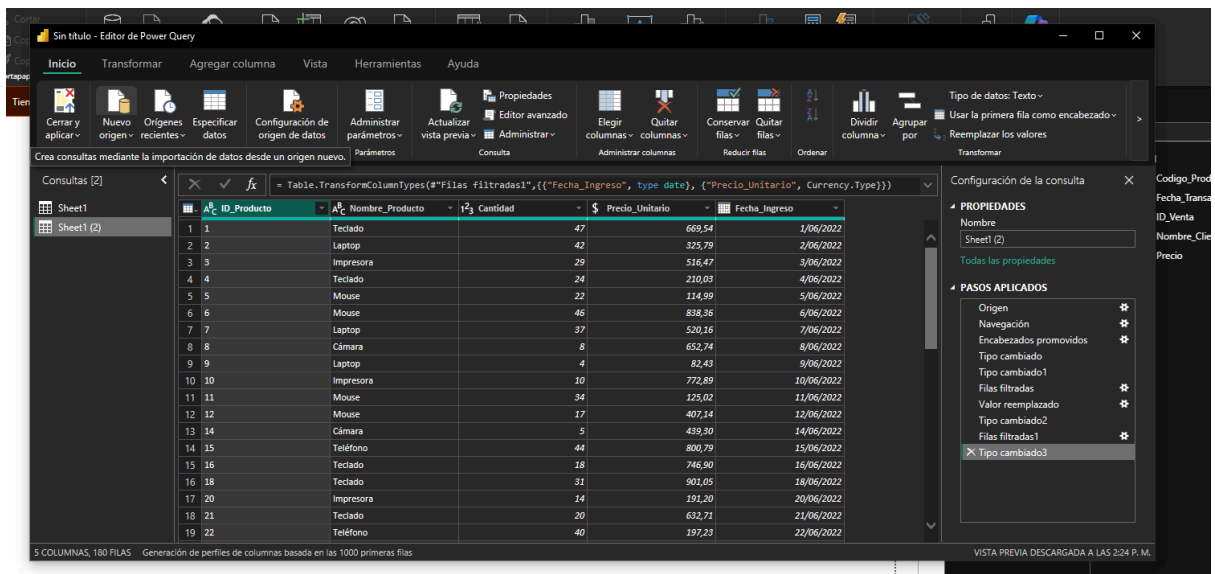 Cortar
Tien
Sin título - Editor de Power Query
Inicio Transformar Agregar columna Vista Herramientas Ayuda
Cerrar y aplicar
Nuevo origen
Orígenes recientes
Especificar datos
Configuración de origen de datos
Administrar parámetros
Actualizar vista previa
Propiedades
Editor avanzado
Administrar
Elegir columnas
Quitar columnas
Conservar filas
Quitar filas
Dividir columna
Agrupar por
Tipo de datos: Texto
Usar la primera fila como encabezado
Reemplazar los valores
Crea consultas mediante la importación de datos desde un origen nuevo.
Parámetros Consulta Administrar columnas Reducir filas Ordenar Transformar
Consultas [2]
Sheet1
Sheet1 (2)
fx = Table.TransformColumnTypes(#"Filas filtradas1",{{"Fecha_Ingreso", type date}, {"Precio_Unitario", Currency.Type}})
ABC ID_Producto ABC Nombre_Producto 123 Cantidad $ Precio_Unitario Fecha_Ingreso
1 1 Teclado 47 669,54 1/06/2022
2 2 Laptop 42 325,79 2/06/2022
3 3 Impresora 29 516,47 3/06/2022
4 4 Teclado 24 210,03 4/06/2022
5 5 Mouse 22 114,99 5/06/2022
6 6 Mouse 46 838,36 6/06/2022
7 7 Laptop 37 520,16 7/06/2022
8 8 Cámara 8 652,74 8/06/2022
9 9 Laptop 4 82,43 9/06/2022
10 10 Impresora 10 772,89 10/06/2022
11 11 Mouse 34 125,02 11/06/2022
12 12 Mouse 17 407,14 12/06/2022
13 14 Cámara 5 439,30 14/06/2022
14 15 Teléfono 44 800,79 15/06/2022
15 16 Teclado 18 746,90 16/06/2022
16 18 Teclado 31 901,05 18/06/2022
17 20 Impresora 14 191,20 20/06/2022
18 21 Teclado 20 632,71 21/06/2022
19 22 Teléfono 40 197,23 22/06/2022
Configuración de la consulta
PROPIEDADES
Nombre
Sheet1 (2)
Todas las propiedades
PASOS APLICADOS
Origen
Navegación
Encabezados promovidos
Tipo cambiado
Tipo cambiado1
Filas filtradas
Valor reemplazado
Tipo cambiado2
Filas filtradas1
Tipo cambiado3
Codigo_Prod
Fecha_Transa
ID_Venta
Nombre_Clie
Precio
5 COLUMNAS, 180 FILAS Generación de perfiles de columnas basada en las 1000 primeras filas
VISTA PREVIA DESCARGADA A LAS 2:24 P. M.